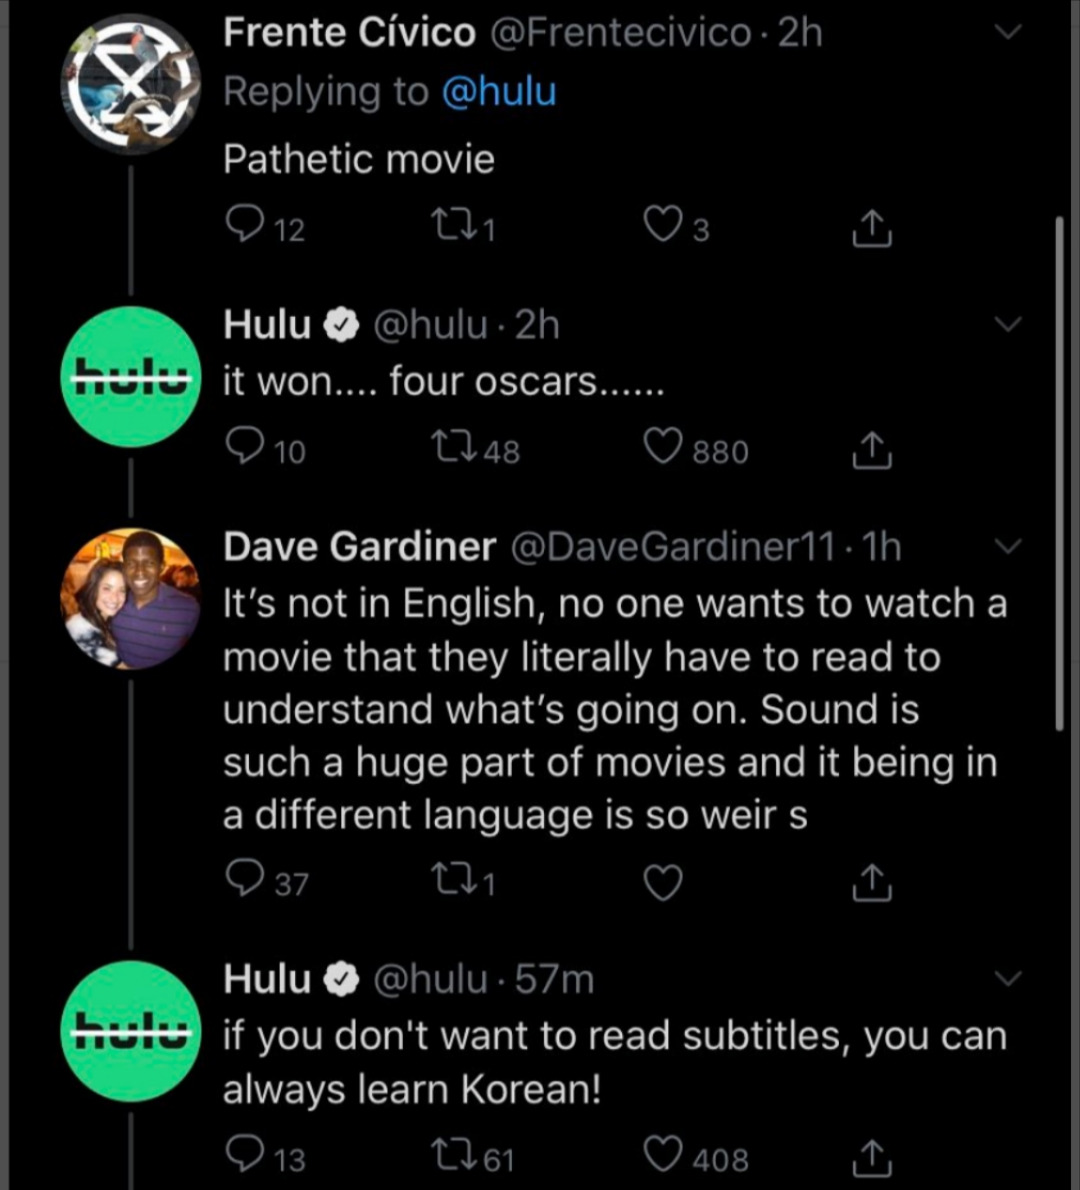 Frente Cívico @Frentecivico · 2h
Replying to @hulu
Pathetic movie
12 1 3
hulu
Hulu @hulu · 2h
it won.... four oscars......
10 48 880
Dave Gardiner @DaveGardiner11 · 1h
It's not in English, no one wants to watch a
movie that they literally have to read to
understand what's going on. Sound is
such a huge part of movies and it being in
a different language is so weir s
37 1
hulu
Hulu @hulu · 57m
if you don't want to read subtitles, you can
always learn Korean!
13 61 408